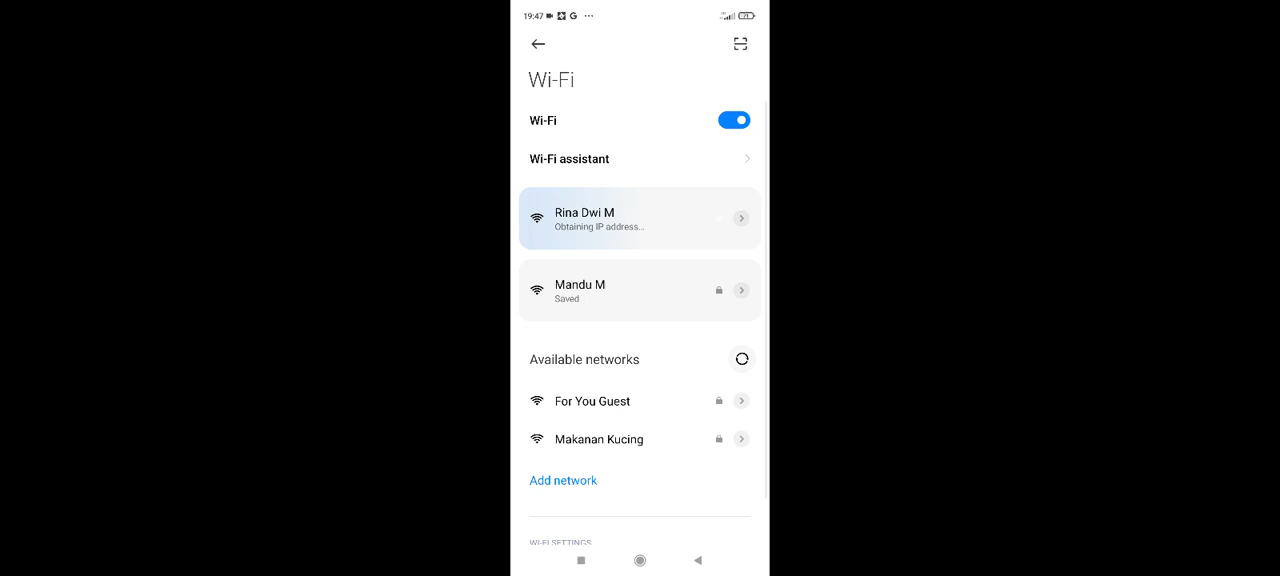 19:47 G ...
Wi-Fi
Wi-Fi
Wi-Fi assistant
Rina Dwi M
Obtaining IP address...
Mandu M
Saved
Available networks
For You Guest
Makanan Kucing
Add network
WI-FI SETTINGS